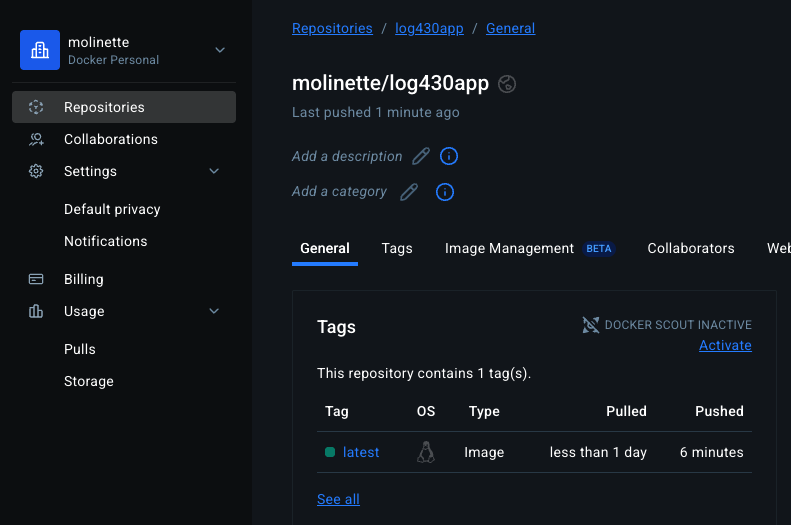 molinette
Docker Personal
Repositories
Collaborations
Settings
Default privacy
Notifications
Billing
Usage
Pulls
Storage
Repositories / log430app / General
molinette/log430app
Last pushed 1 minute ago
Add a description
Add a category
General Tags Image Management BETA Collaborators Web
Tags
DOCKER SCOUT INACTIVE
Activate
This repository contains 1 tag(s).
Tag OS Type Pulled Pushed
latest Image less than 1 day 6 minutes
See all